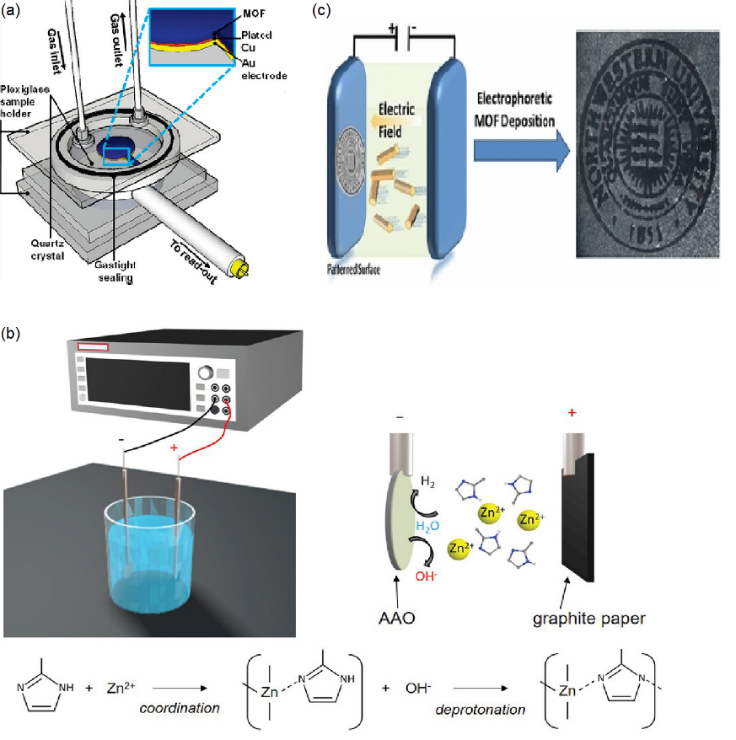 (a)
Gas inlet
Gas outlet
MOF
Plated
Cu
Au
electrode
Plexiglass
sample
holder
Quartz
crystal
Gastight
sealing
To read-out
(c)
+ -
Electric
Field
Patterned Surface
Electrophoretic
MOF Deposition
NORTHWESTERN UNIVERSITY
1851
(b)
- +
- +
H2
H2O
OH-
Zn2+
Zn2+
Zn2+
AAO
graphite paper
N NH + Zn2+ coordination Zn N NH + OH- deprotonation Zn N N